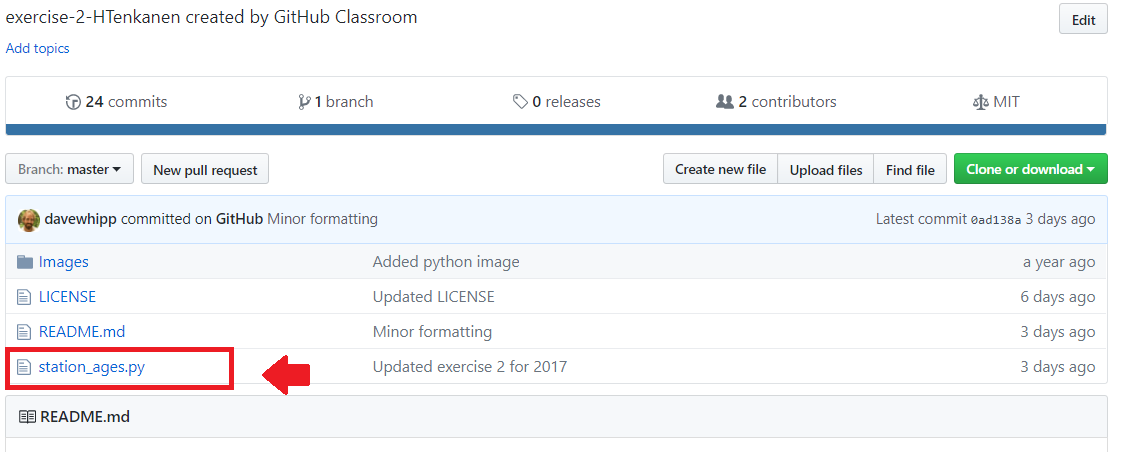 exercise-2-HTenkanen created by GitHub Classroom
Edit
Add topics
24 commits 1 branch 0 releases 2 contributors MIT
Branch: master New pull request Create new file Upload files Find file Clone or download
davewhipp committed on GitHub Minor formatting Latest commit 0ad138a 3 days ago
Images Added python image a year ago
LICENSE Updated LICENSE 6 days ago
README.md Minor formatting 3 days ago
station_ages.py Updated exercise 2 for 2017 3 days ago
README.md